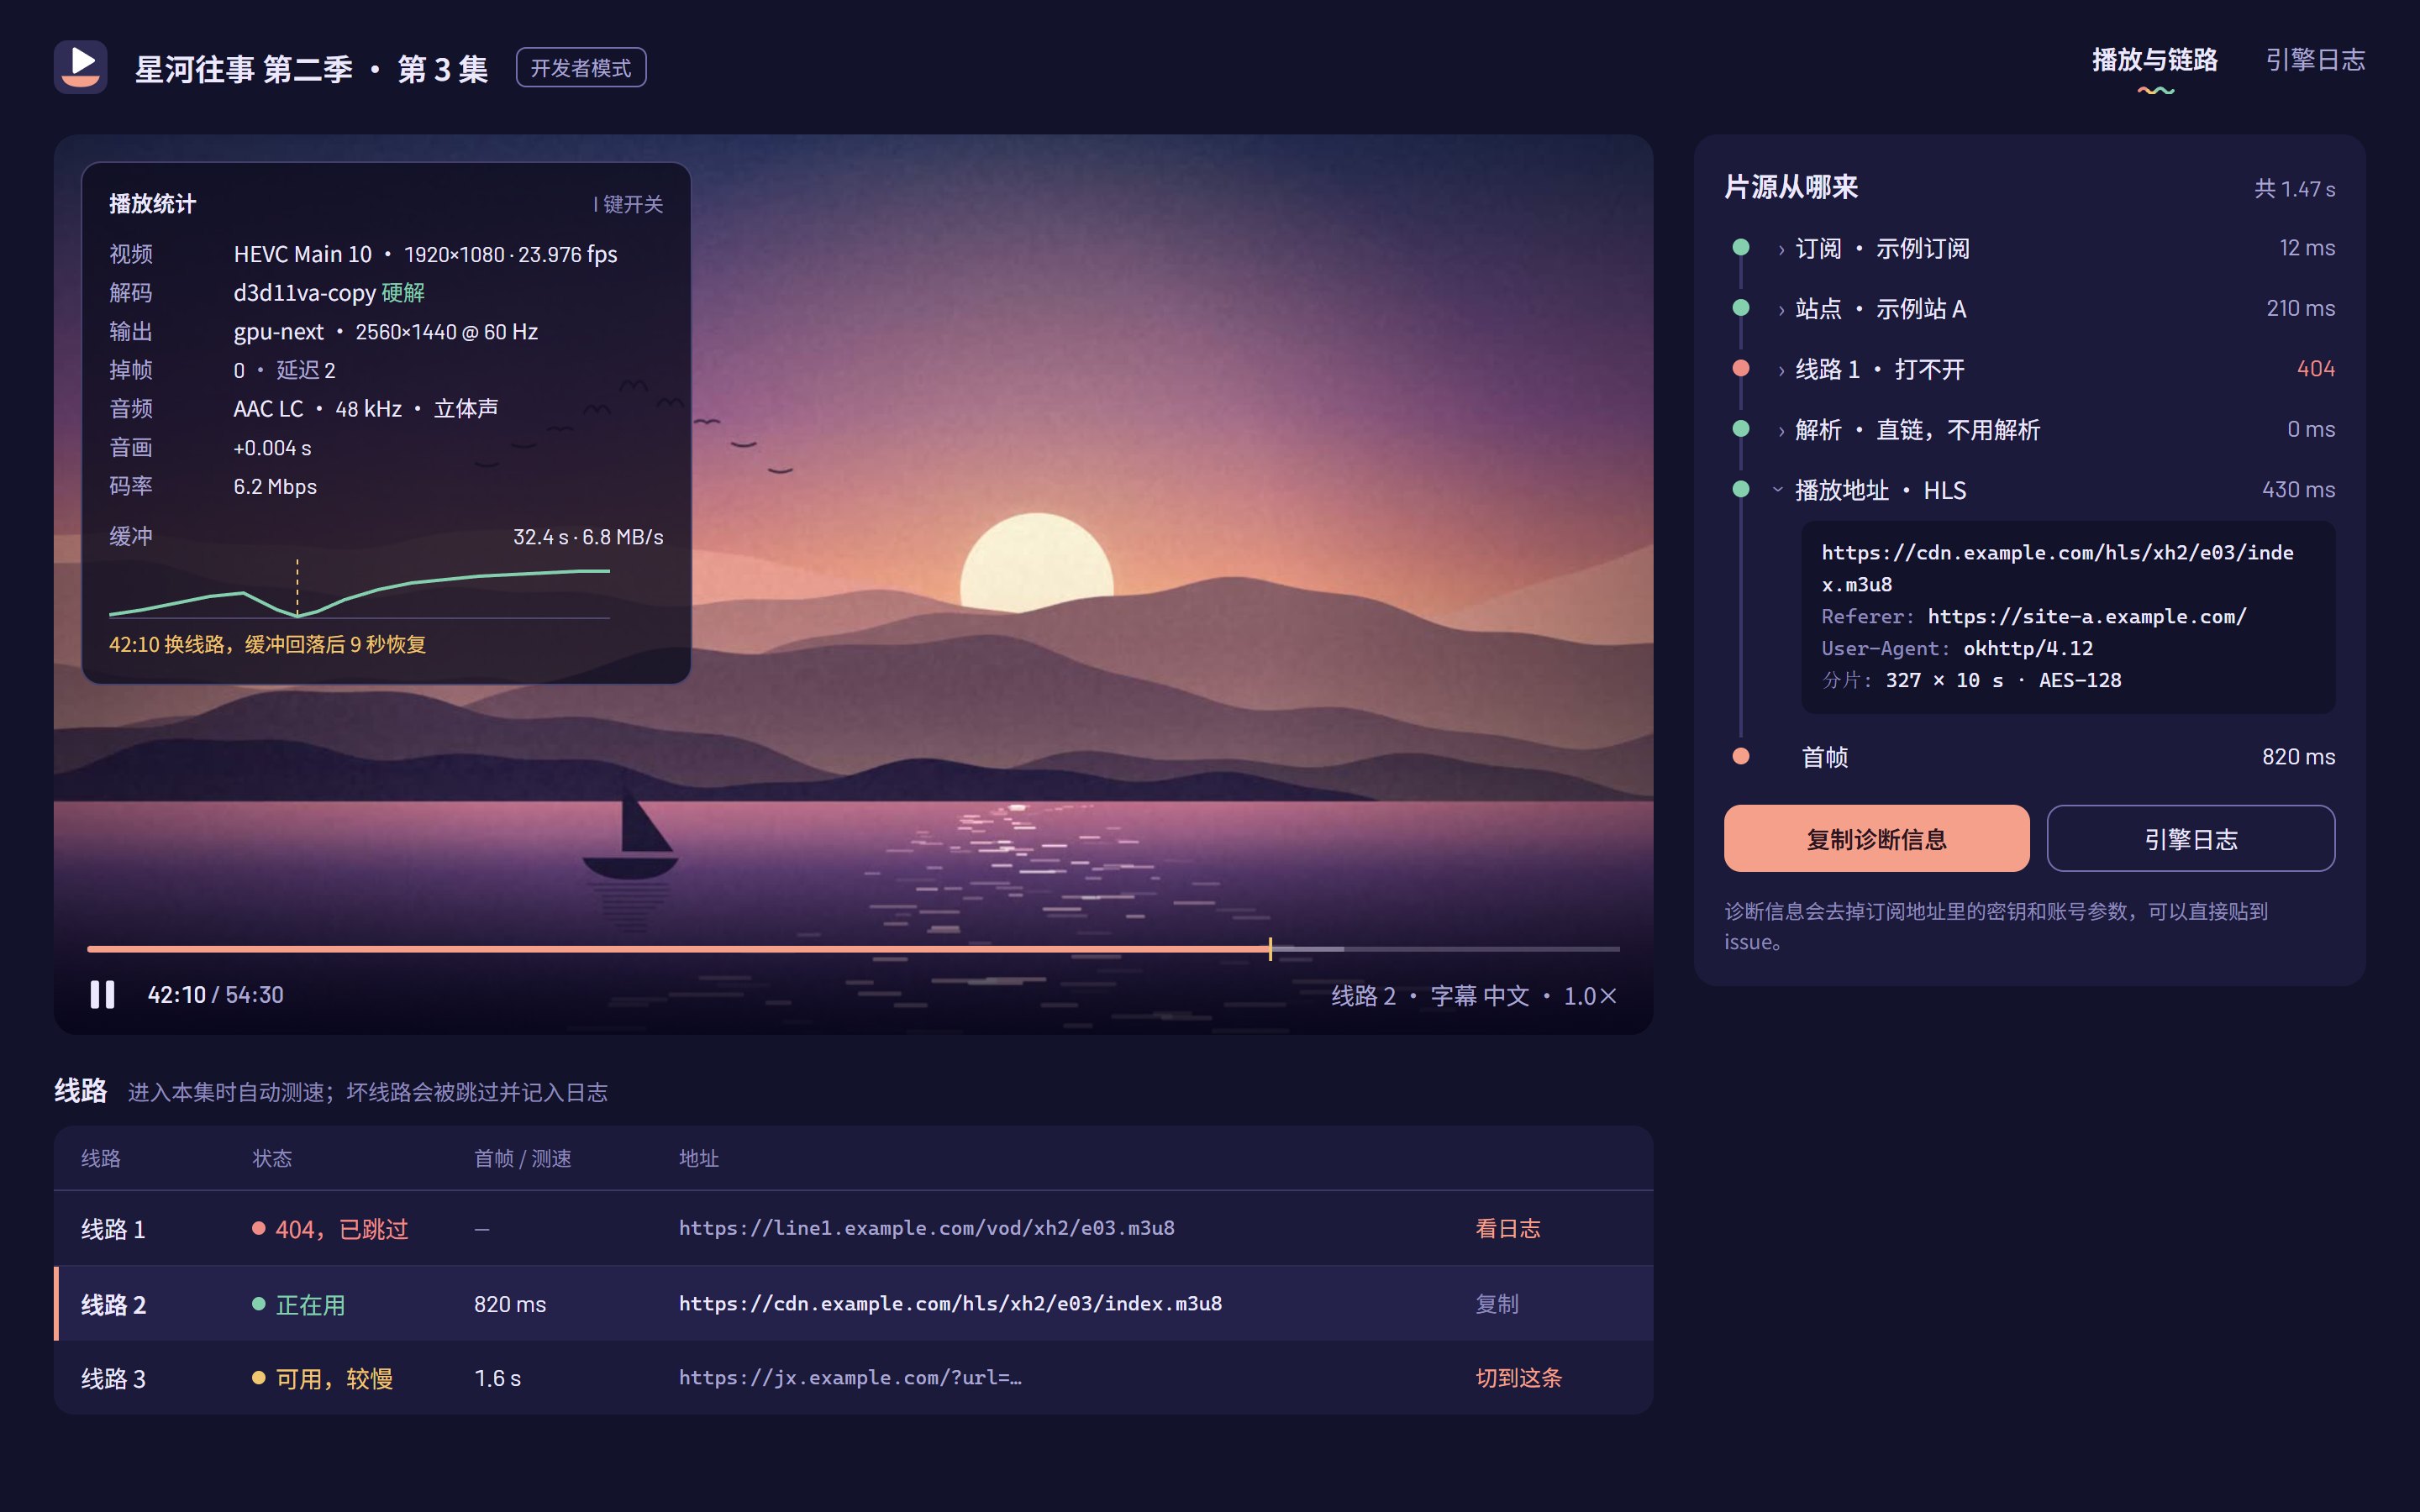 星河往事 第二季 · 第 3 集 开发者模式
播放与链路 引擎日志
播放统计 I 键开关
视频 HEVC Main 10 · 1920×1080 · 23.976 fps
解码 d3d11va-copy 硬解
输出 gpu-next · 2560×1440 @ 60 Hz
掉帧 0 · 延迟 2
音频 AAC LC · 48 kHz · 立体声
音画 +0.004 s
码率 6.2 Mbps
缓冲 32.4 s · 6.8 MB/s
42:10 换线路，缓冲回落后 9 秒恢复
42:10 / 54:30
线路 2 · 字幕 中文 · 1.0×
片源从哪来 共 1.47 s
› 订阅 · 示例订阅 12 ms
› 站点 · 示例站 A 210 ms
› 线路 1 · 打不开 404
› 解析 · 直链，不用解析 0 ms
播放地址 · HLS 430 ms
https://cdn.example.com/hls/xh2/e03/inde
x.m3u8
Referer: https://site-a.example.com/
User-Agent: okhttp/4.12
分片: 327 × 10 s · AES-128
首帧 820 ms
复制诊断信息 引擎日志
诊断信息会去掉订阅地址里的密钥和账号参数，可以直接贴到
issue。
线路 进入本集时自动测速；坏线路会被跳过并记入日志
线路 状态 首帧 / 测速 地址
线路 1 404，已跳过 — https://line1.example.com/vod/xh2/e03.m3u8 看日志
线路 2 正在用 820 ms https://cdn.example.com/hls/xh2/e03/index.m3u8 复制
线路 3 可用，较慢 1.6 s https://jx.example.com/?url=… 切到这条